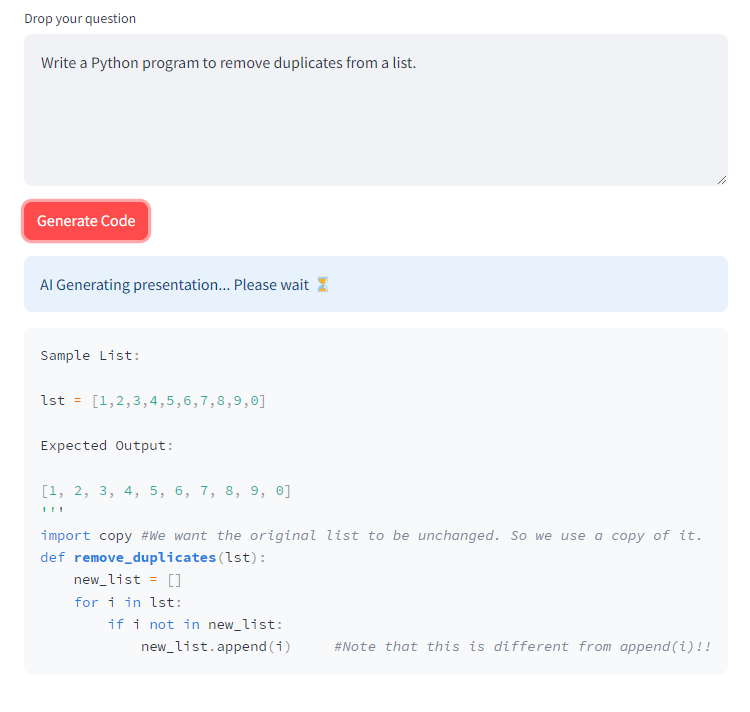 Drop your question
Write a Python program to remove duplicates from a list.
Generate Code
AI Generating presentation... Please wait ⏳
Sample List:
lst = [1,2,3,4,5,6,7,8,9,0]
Expected Output:
[1, 2, 3, 4, 5, 6, 7, 8, 9, 0]
'''
import copy #We want the original list to be unchanged. So we use a copy of it.
def remove_duplicates(lst):
    new_list = []
    for i in lst:
        if i not in new_list:
            new_list.append(i)     #Note that this is different from append(i)!!